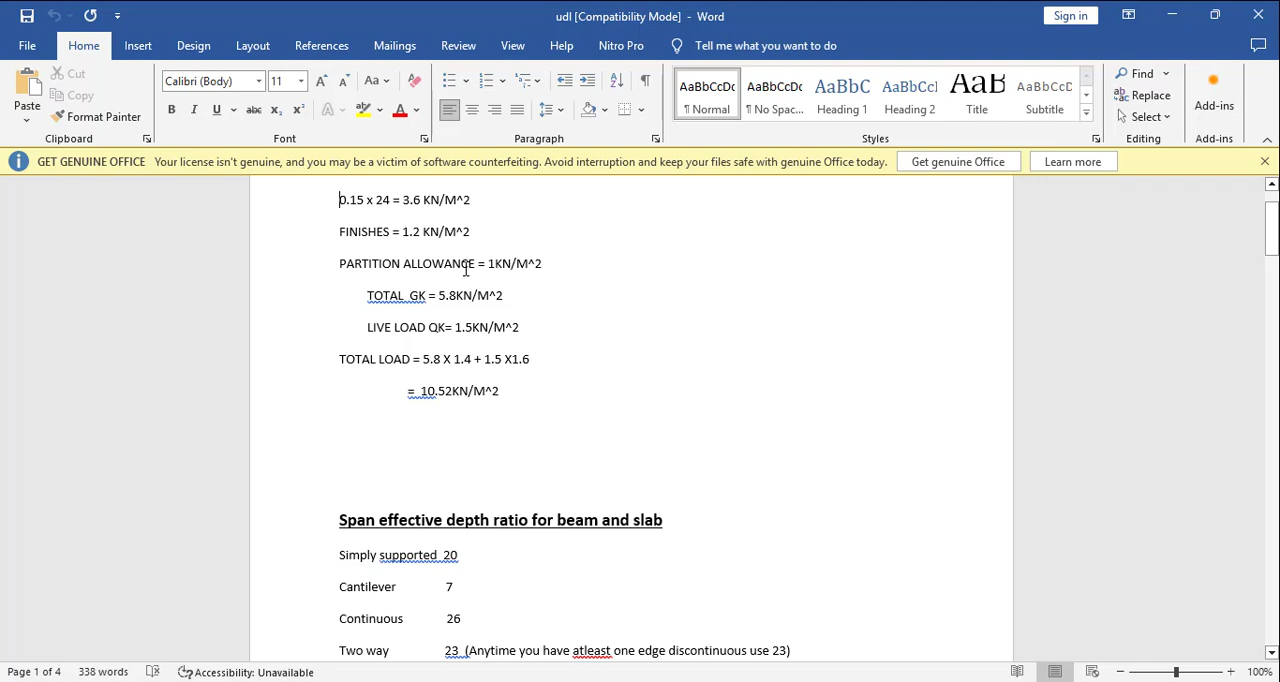 udl [Compatibility Mode] - Word
Sign in
File Home Insert Design Layout References Mailings Review View Help Nitro Pro Tell me what you want to do
Paste
Cut
Copy
Format Painter
Clipboard
Calibri (Body) 11
Font
Paragraph
AaBbCcDc AaBbCcDc AaBbC AaBbCcI AaB AaBbCcD
¶ Normal ¶ No Spac... Heading 1 Heading 2 Title Subtitle
Styles
Find
Replace
Select
Editing
Add-ins
Add-ins
GET GENUINE OFFICE Your license isn't genuine, and you may be a victim of software counterfeiting. Avoid interruption and keep your files safe with genuine Office today. Get genuine Office Learn more
0.15 x 24 = 3.6 KN/M^2
FINISHES = 1.2 KN/M^2
PARTITION ALLOWANCE = 1KN/M^2
TOTAL GK = 5.8KN/M^2
LIVE LOAD QK= 1.5KN/M^2
TOTAL LOAD = 5.8 X 1.4 + 1.5 X1.6
= 10.52KN/M^2
Span effective depth ratio for beam and slab
Simply supported 20
Cantilever 7
Continuous 26
Two way 23 (Anytime you have atleast one edge discontinuous use 23)
Page 1 of 4 338 words Accessibility: Unavailable 100%